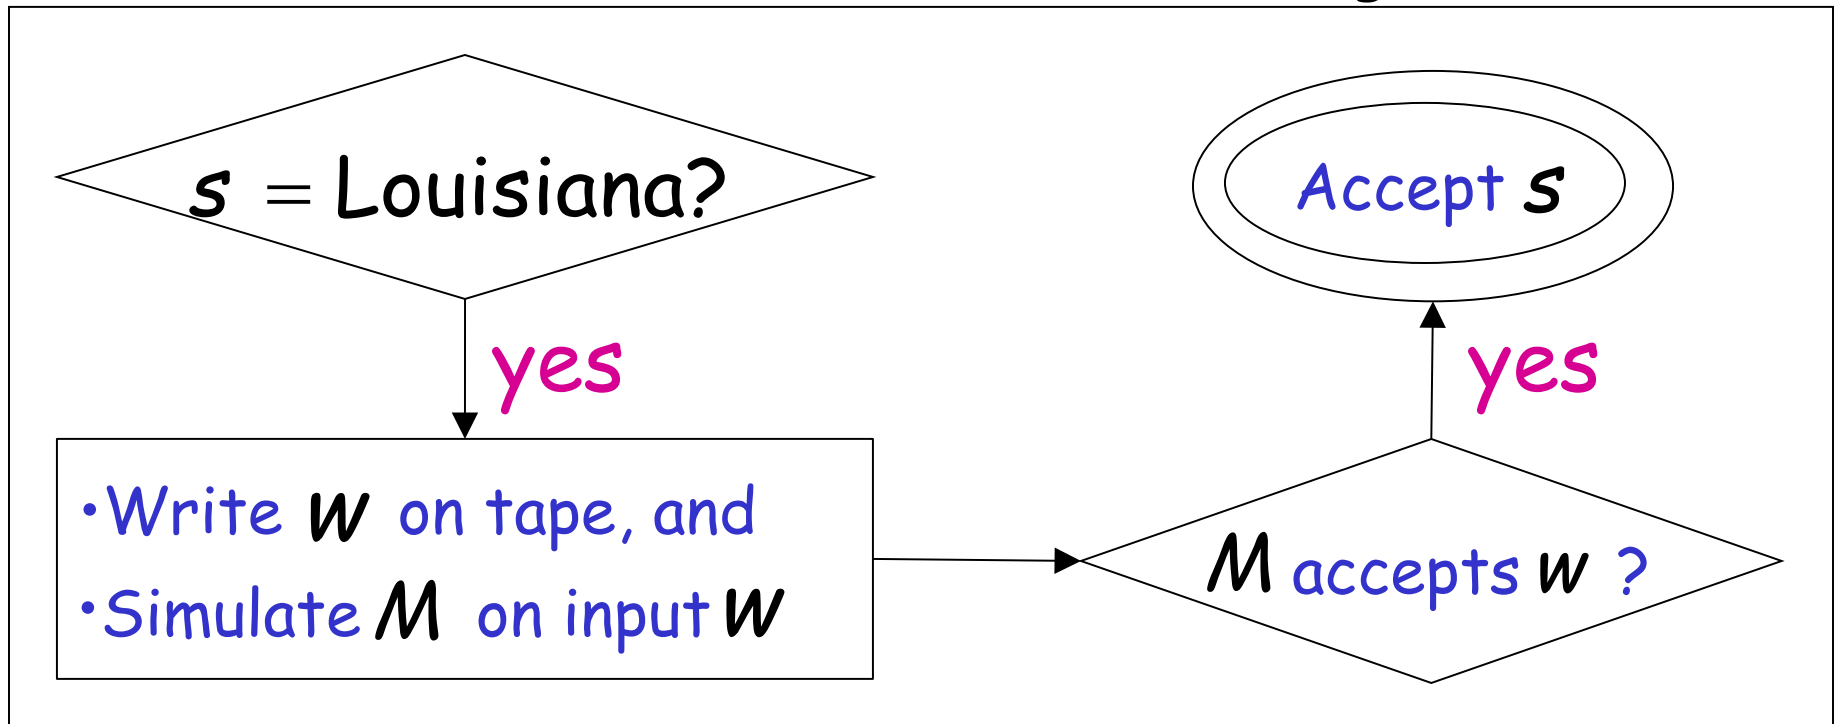 s = Louisiana?
Accept s
yes
yes
•Write w on tape, and
•Simulate M on input w
M accepts w ?